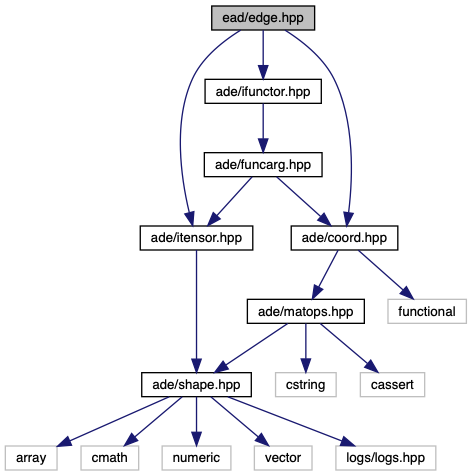 ead/edge.hpp
ade/ifunctor.hpp
ade/funcarg.hpp
ade/itensor.hpp
ade/coord.hpp
ade/matops.hpp
functional
ade/shape.hpp
cstring
cassert
array
cmath
numeric
vector
logs/logs.hpp